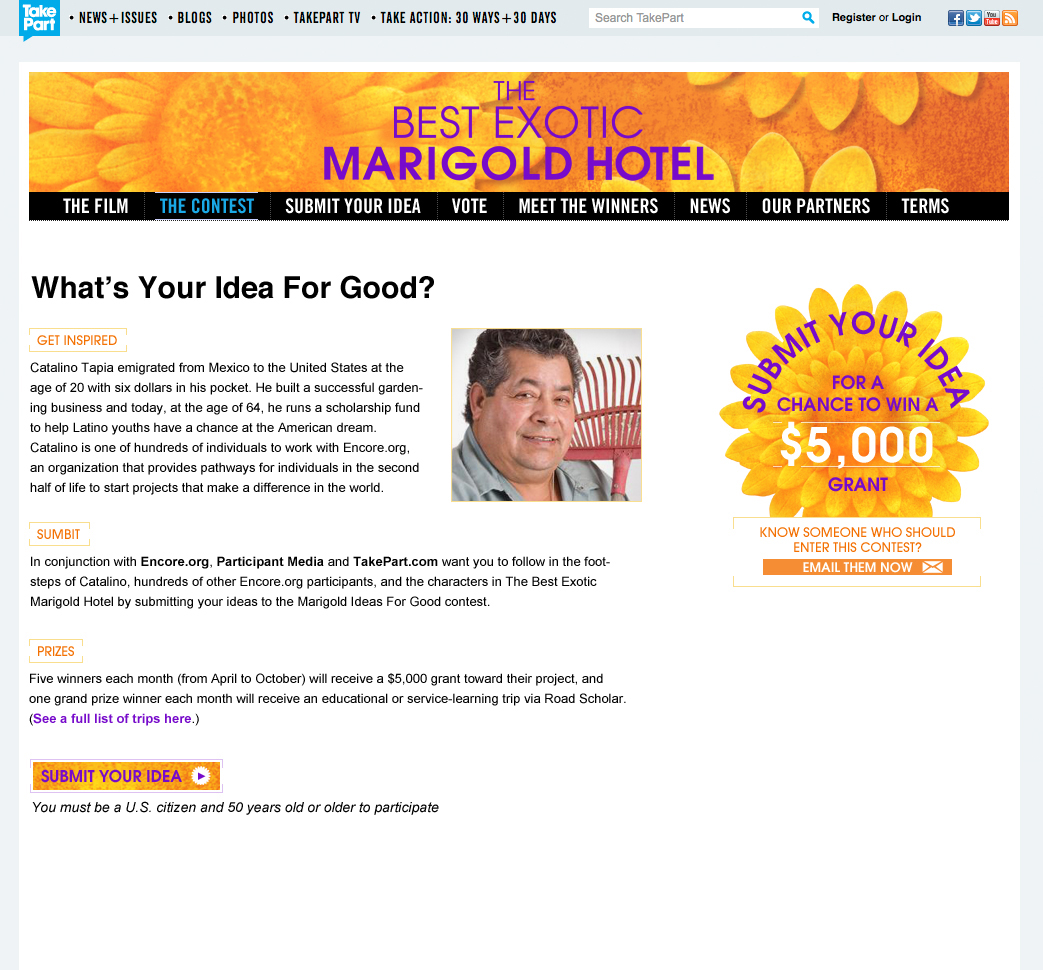 Take Part
• NEWS+ISSUES • BLOGS • PHOTOS • TAKEPART TV • TAKE ACTION: 30 WAYS+30 DAYS
Search TakePart
Register or Login
You Tube
THE
BEST EXOTIC
MARIGOLD HOTEL
THE FILM THE CONTEST SUBMIT YOUR IDEA VOTE MEET THE WINNERS NEWS OUR PARTNERS TERMS
What's Your Idea For Good?
GET INSPIRED
Catalino Tapia emigrated from Mexico to the United States at the
age of 20 with six dollars in his pocket. He built a successful garden-
ing business and today, at the age of 64, he runs a scholarship fund
to help Latino youths have a chance at the American dream.
Catalino is one of hundreds of individuals to work with Encore.org,
an organization that provides pathways for individuals in the second
half of life to start projects that make a difference in the world.
SUMBIT
In conjunction with Encore.org, Participant Media and TakePart.com want you to follow in the foot-
steps of Catalino, hundreds of other Encore.org participants, and the characters in The Best Exotic
Marigold Hotel by submitting your ideas to the Marigold Ideas For Good contest.
PRIZES
Five winners each month (from April to October) will receive a $5,000 grant toward their project, and
one grand prize winner each month will receive an educational or service-learning trip via Road Scholar.
(See a full list of trips here.)
SUBMIT YOUR IDEA
You must be a U.S. citizen and 50 years old or older to participate
SUBMIT YOUR IDEA
FOR A
CHANCE TO WIN A
$5,000
GRANT
KNOW SOMEONE WHO SHOULD
ENTER THIS CONTEST?
EMAIL THEM NOW